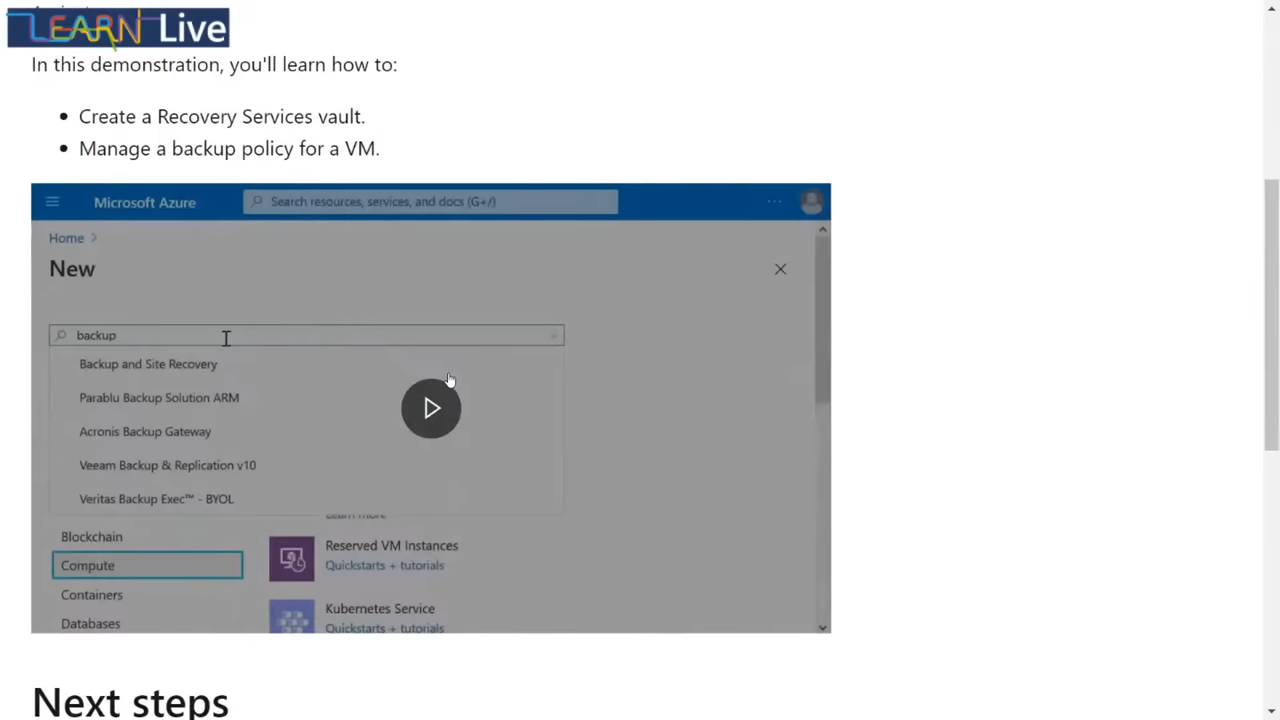 LEARN Live
In this demonstration, you'll learn how to:
• Create a Recovery Services vault.
• Manage a backup policy for a VM.
Microsoft Azure
Search resources, services, and docs (G+/)
Home
New
backup
Backup and Site Recovery
Parablu Backup Solution ARM
Acronis Backup Gateway
Veeam Backup & Replication v10
Veritas Backup Exec™ - BYOL
Learn more
Blockchain
Reserved VM Instances
Compute
Quickstarts + tutorials
Containers
Kubernetes Service
Databases
Quickstarts + tutorials
Next steps